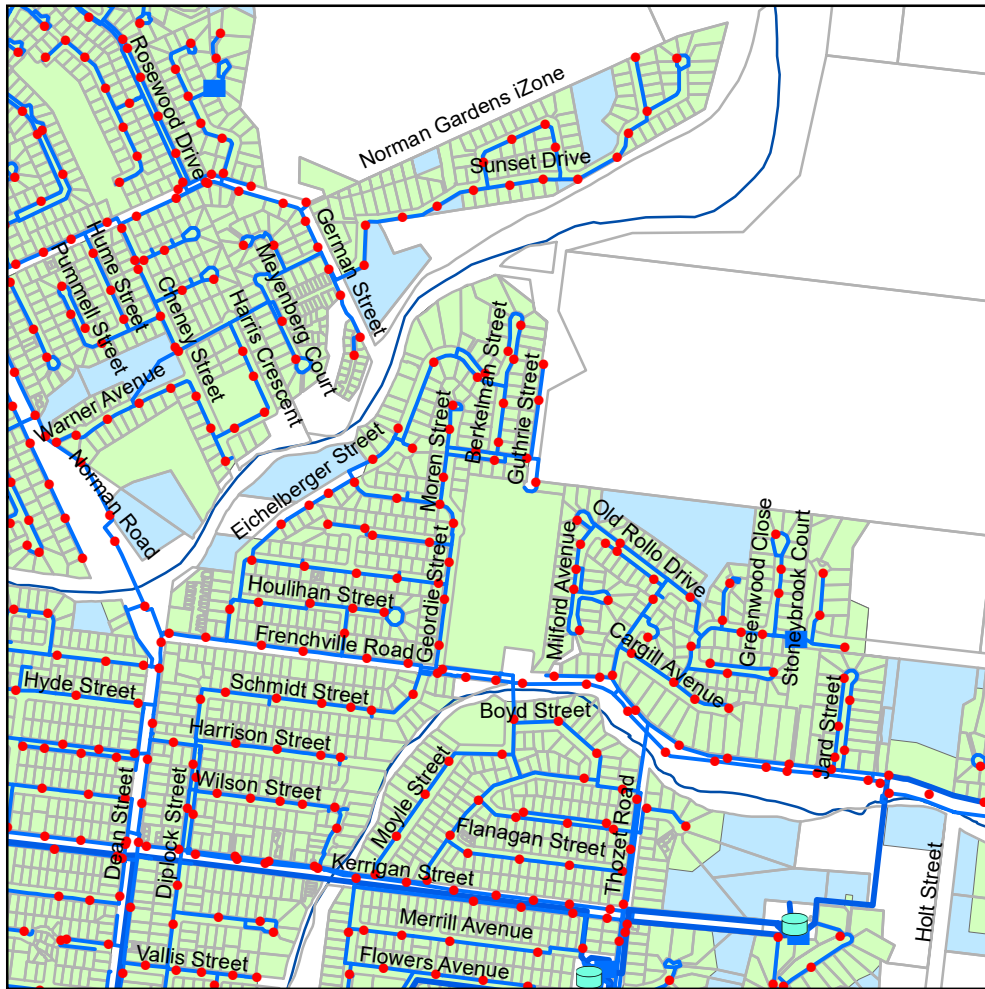 Rosewood Drive
Norman Gardens iZone
Sunset Drive
German Street
Hume Street
Pummell Street
Meyenberg Court
Cheney Street
Harris Crescent
Warner Avenue
Berkelman Street
Guthrie Street
Moren Street
Eichelberger Street
Norman Road
Old Rollo Drive
Greenwood Close
Stoneybrook Court
Milford Avenue
Geordie Street
Houlihan Street
Frenchville Road
Cargill Avenue
Hyde Street
Schmidt Street
Boyd Street
Jard Street
Harrison Street
Wilson Street
Moyle Street
Dean Street
Diplock Street
Flanagan Street
Thozet Road
Kerrigan Street
Merrill Avenue
Holt Street
Vallis Street
Flowers Avenue